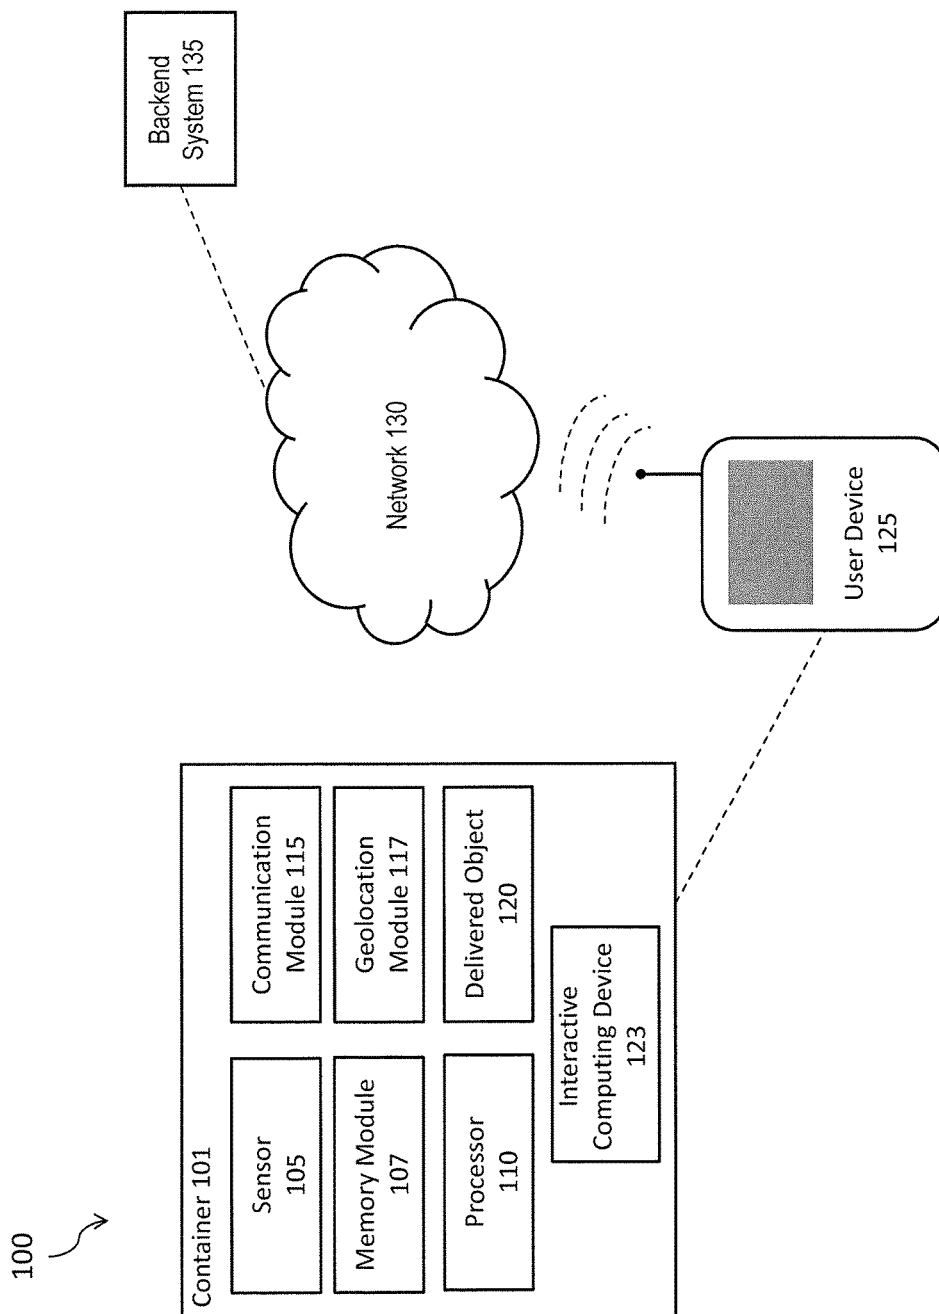 100
Container 101
Sensor
105
Communication
Module 115
Memory Module
107
Geolocation
Module 117
Processor
110
Delivered Object
120
Interactive
Computing Device
123
User Device
125
Network 130
Backend
System 135